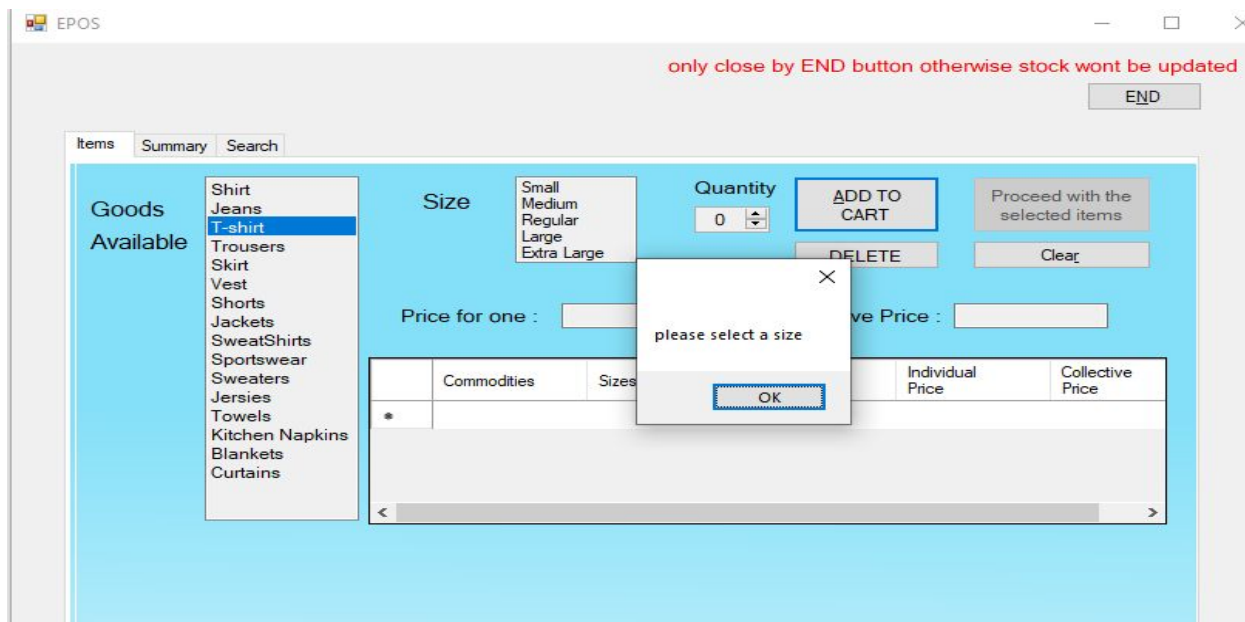 EPOS
only close by END button otherwise stock wont be updated
END
Items Summary Search
Goods
Available
Shirt
Jeans
T-shirt
Trousers
Skirt
Vest
Shorts
Jackets
SweatShirts
Sportswear
Sweaters
Jersies
Towels
Kitchen Napkins
Blankets
Curtains
Size
Small
Medium
Regular
Large
Extra Large
Quantity
0
ADD TO
CART
Proceed with the
selected items
DELETE
Clear
Price for one :
Price :
please select a size
OK
Commodities
Sizes
Individual
Price
Collective
Price